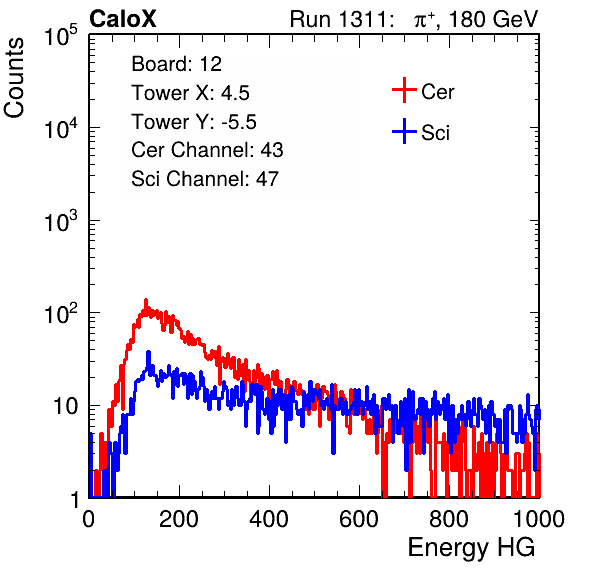 CaloX Run 1311: π⁺, 180 GeV
Counts
10⁵
10⁴
10³
10²
10
1
Board: 12
Tower X: 4.5
Tower Y: -5.5
Cer Channel: 43
Sci Channel: 47
Cer
Sci
0 200 400 600 800 1000
Energy HG